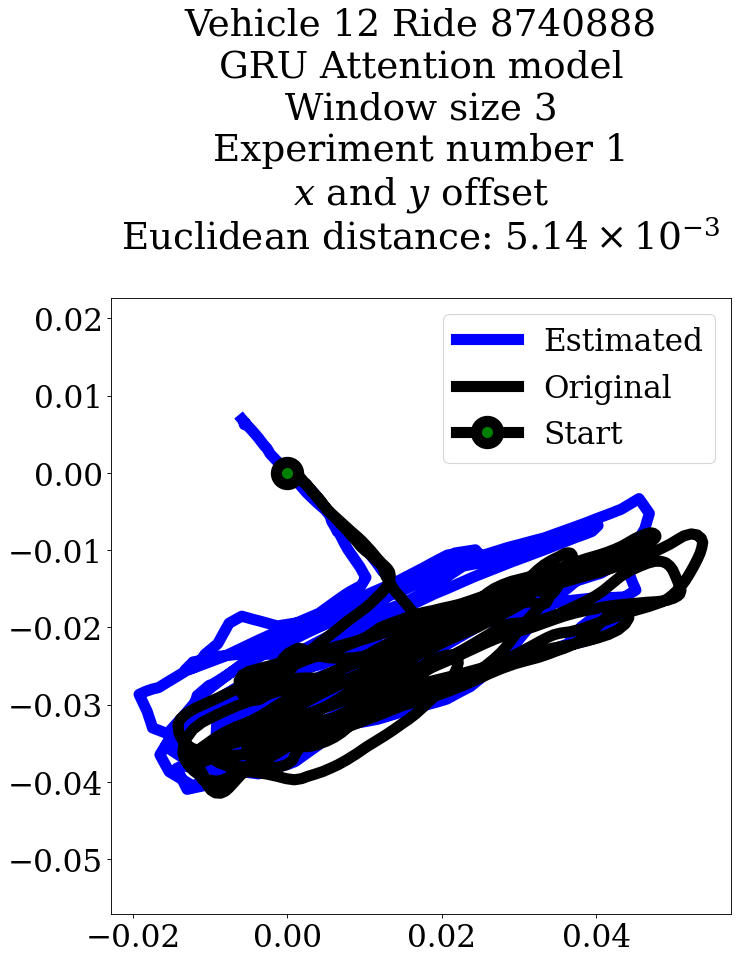 Vehicle 12 Ride 8740888
GRU Attention model
Window size 3
Experiment number 1
x and y offset
Euclidean distance: 5.14 × 10⁻³
Estimated
Original
Start
0.02
0.01
0.00
−0.01
−0.02
−0.03
−0.04
−0.05
−0.02 0.00 0.02 0.04